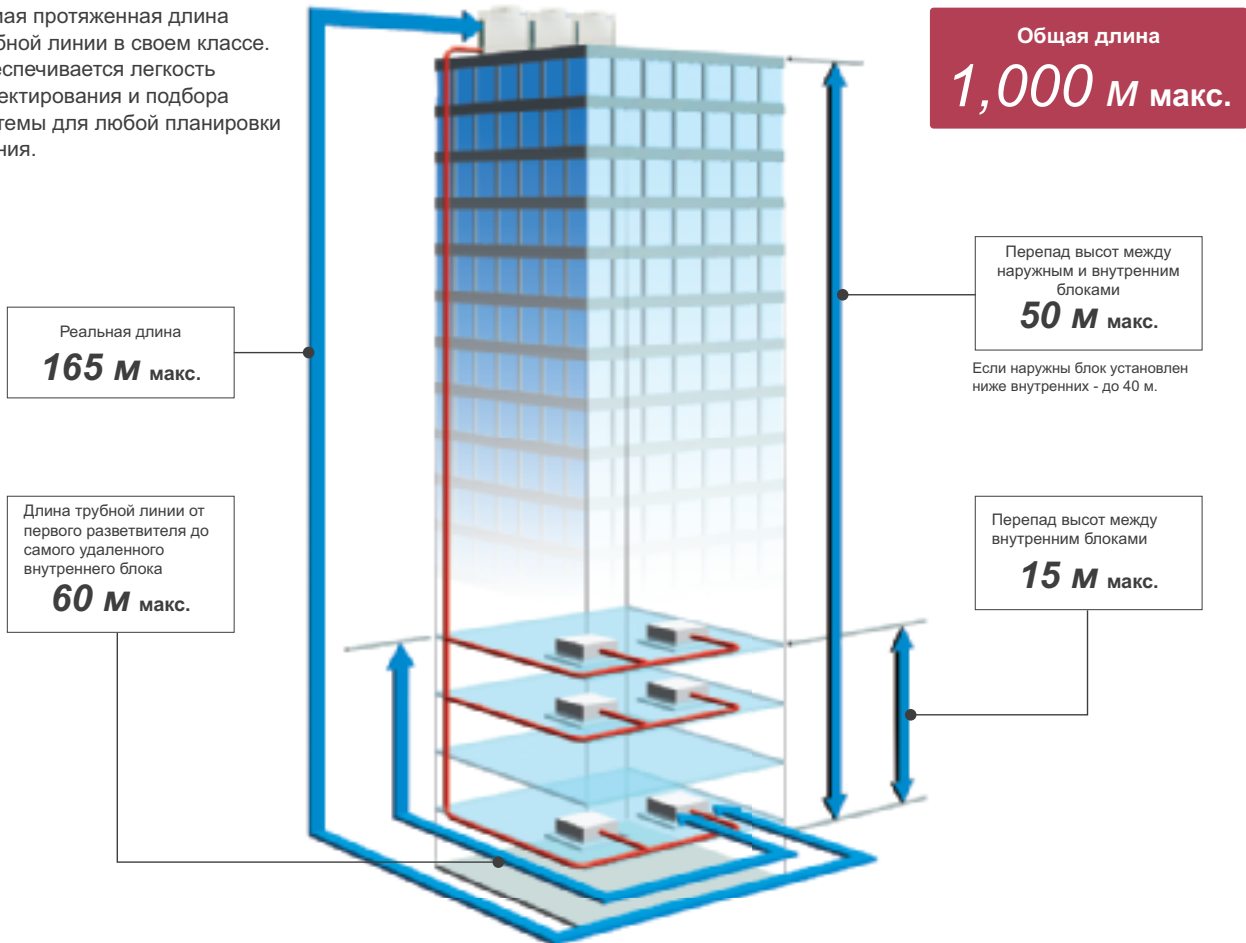 мая протяженная длина
бной линии в своем классе.
еспечивается легкость
ектирования и подбора
темы для любой планировки
ния.
Общая длина
1,000 м макс.
Перепад высот между
наружным и внутренним
блоками
50 м макс.
Если наружны блок установлен
ниже внутренних - до 40 м.
Реальная длина
165 м макс.
Длина трубной линии от
первого разветвителя до
самого удаленного
внутреннего блока
60 м макс.
Перепад высот между
внутренним блоками
15 м макс.